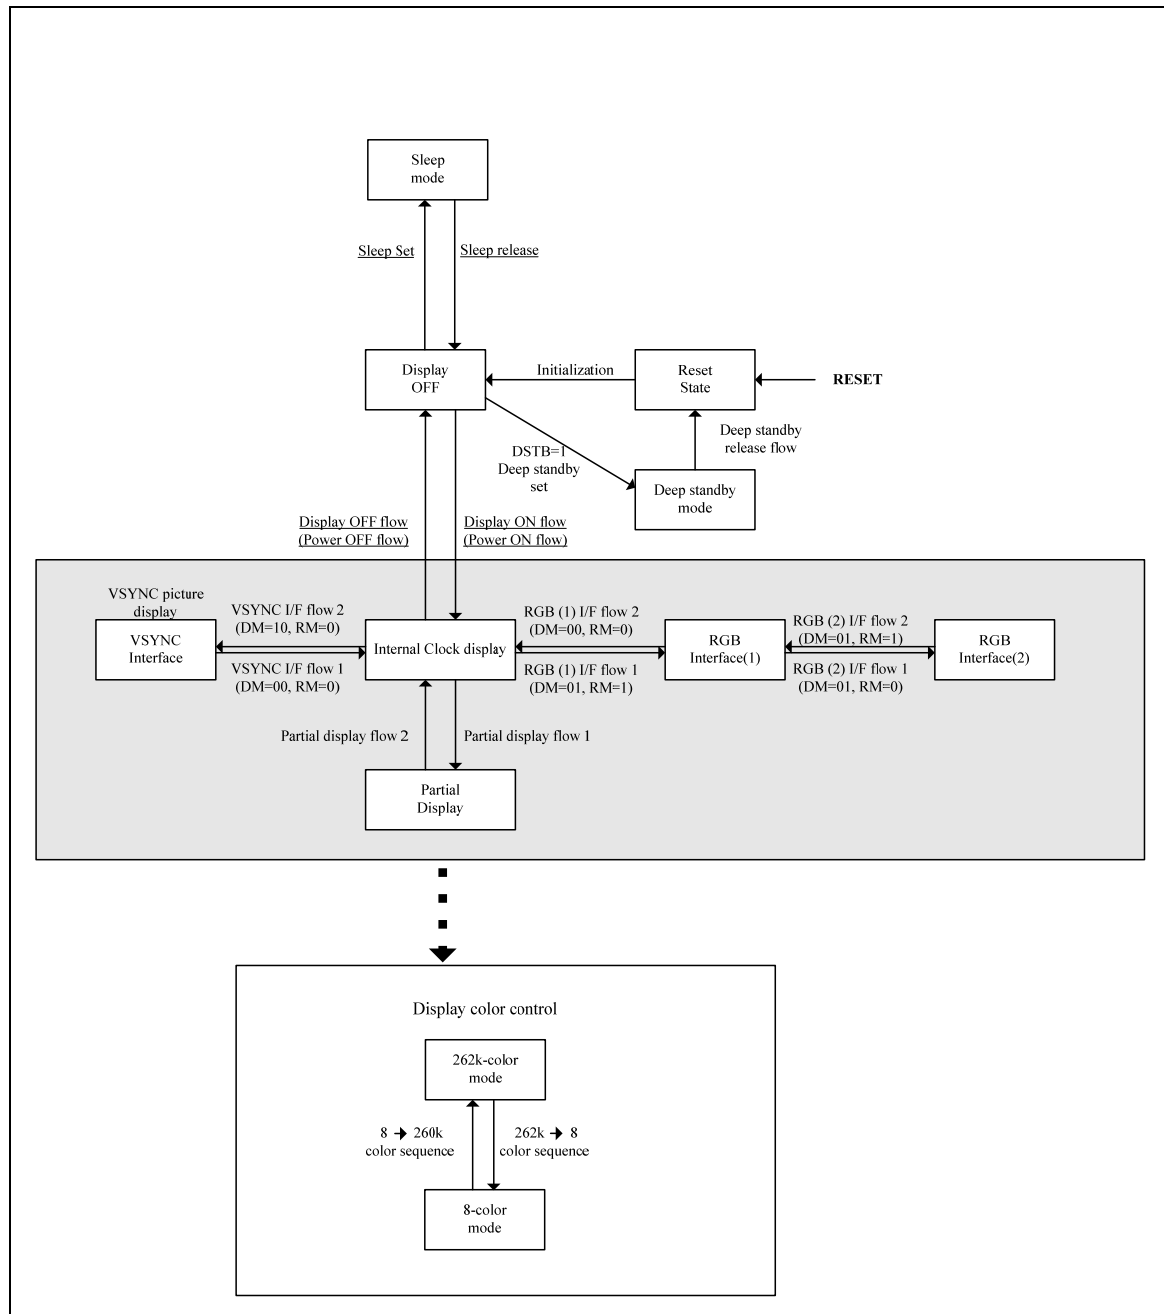 Sleep
mode
Sleep Set
Sleep release
Display
OFF
Initialization
Reset
State
RESET
Deep standby
release flow
DSTB=1
Deep standby
set
Deep standby
mode
Display OFF flow
(Power OFF flow)
Display ON flow
(Power ON flow)
VSYNC picture
display
VSYNC
Interface
VSYNC I/F flow 2
(DM=10, RM=0)
VSYNC I/F flow 1
(DM=00, RM=0)
Internal Clock display
RGB (1) I/F flow 2
(DM=00, RM=0)
RGB (1) I/F flow 1
(DM=01, RM=1)
RGB
Interface(1)
RGB (2) I/F flow 2
(DM=01, RM=1)
RGB (2) I/F flow 1
(DM=01, RM=0)
RGB
Interface(2)
Partial display flow 2
Partial display flow 1
Partial
Display
Display color control
262k-color
mode
8 → 260k
color sequence
262k → 8
color sequence
8-color
mode